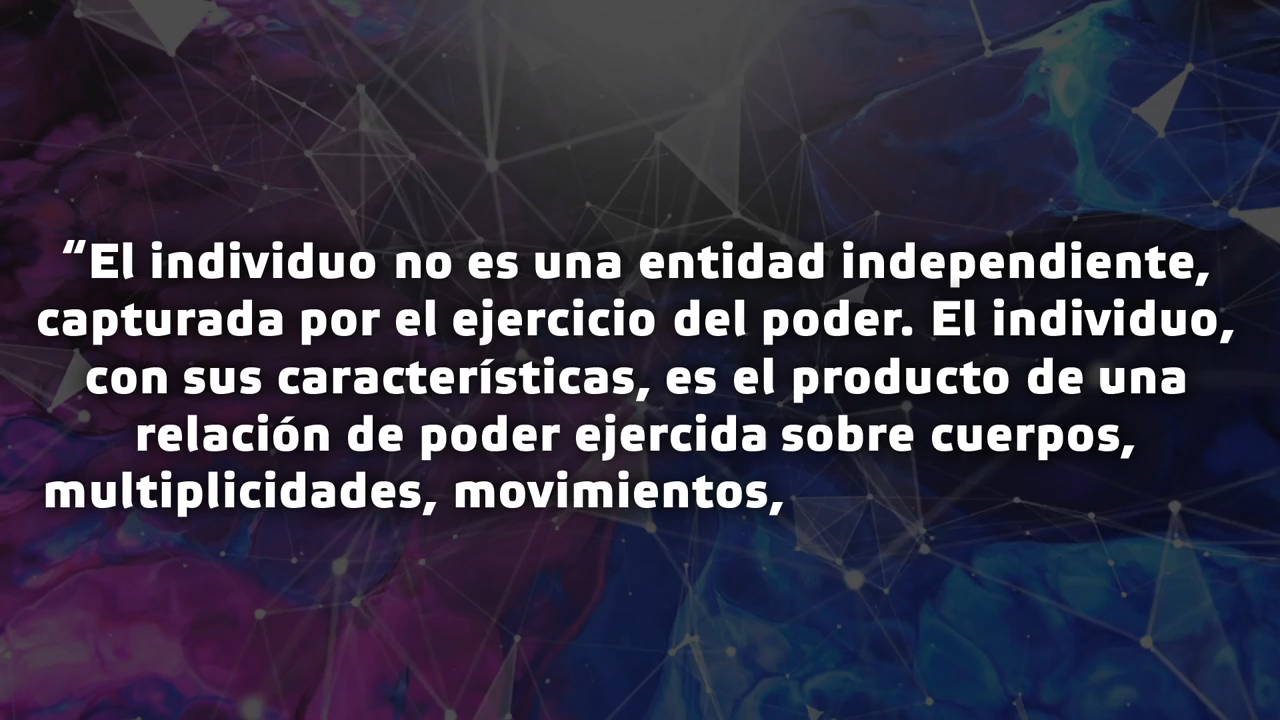 “El individuo no es una entidad independiente,
capturada por el ejercicio del poder. El individuo,
con sus características, es el producto de una
relación de poder ejercida sobre cuerpos,
multiplicidades, movimientos,